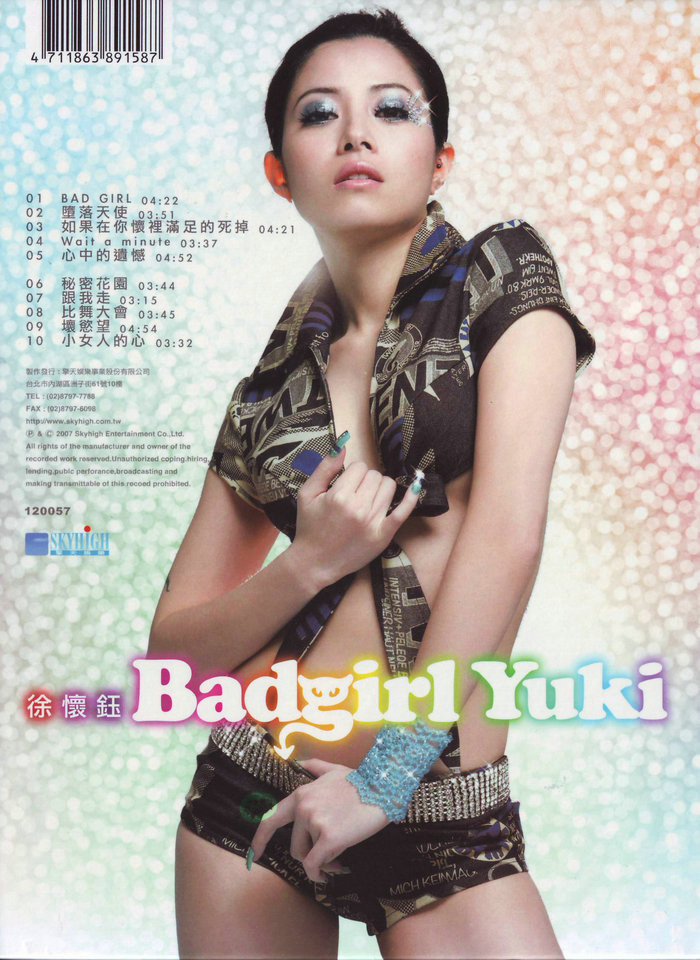 4 711863 891587
01 BAD GIRL 04:22
02 墮落天使 03:51
03 如果在你懷裡滿足的死掉 04:21
04 Wait a minute 03:37
05 心中的遺憾 04:52
06 秘密花園 03:44
07 跟我走 03:15
08 比舞大會 03:45
09 壞慾望 04:54
10 小女人的心 03:32
製作發行：擎天娛樂事業股份有限公司
台北市內湖區洲子街61號10樓
TEL : (02)8797-7788
FAX : (02)8797-6098
http://www.skyhigh.com.tw
Ⓟ & © 2007 Skyhigh Entertainment Co.,Ltd.
All rights of the manufacturer and owner of the
recorded work reserved.Unauthorized coping.hiring,
lending,public perforance,broadcasting and
making transmittable of this recoed prohibited.
120057
SKYHIGH
徐懷鈺 Badgirl Yuki
INTENSIV+ PELEDE
MICH KEINMAL